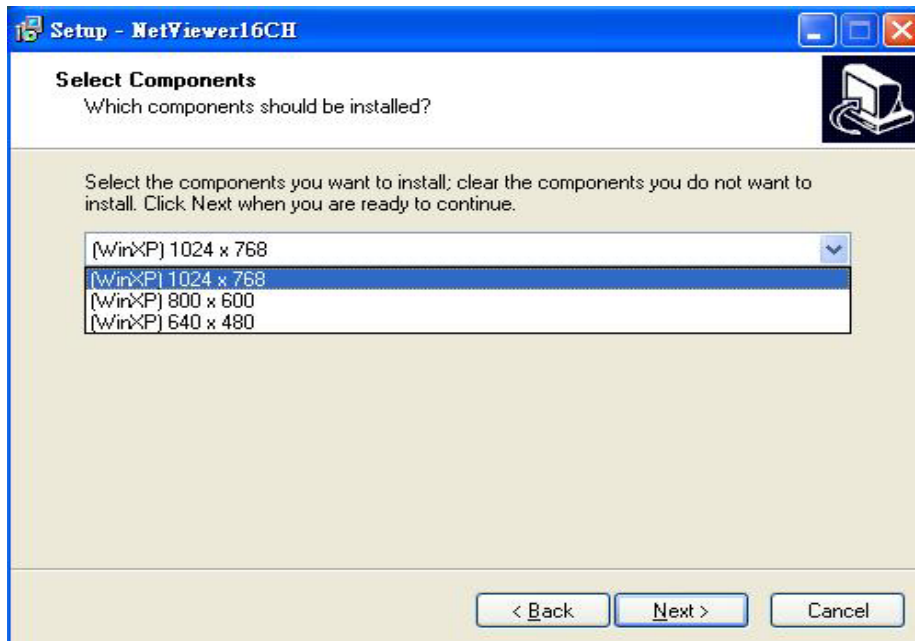 Setup - NetViewer16CH
Select Components
Which components should be installed?
Select the components you want to install; clear the components you do not want to
install. Click Next when you are ready to continue.
(WinXP) 1024 x 768
(WinXP) 1024 x 768
(WinXP) 800 x 600
(WinXP) 640 x 480
< Back
Next >
Cancel